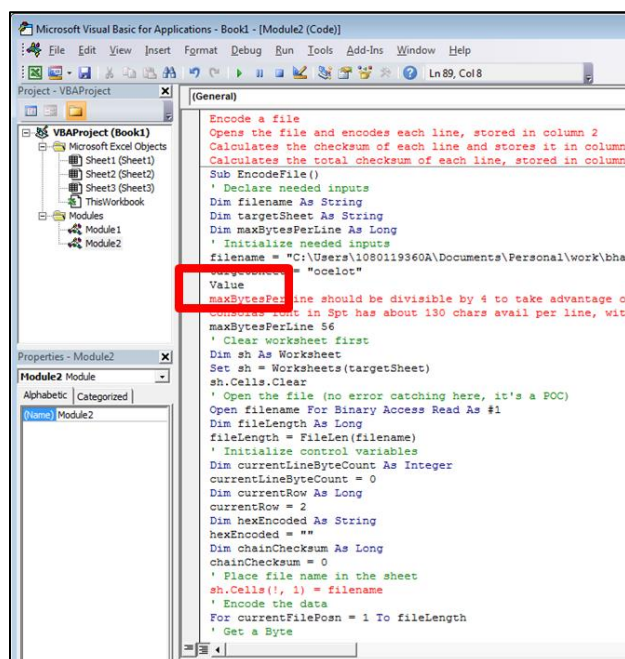 Microsoft Visual Basic for Applications - Book1 - [Module2 (Code)]
File Edit View Insert Format Debug Run Tools Add-Ins Window Help
Ln 89, Col 8
Project - VBAProject
VBAProject (Book1)
Microsoft Excel Objects
Sheet1 (Sheet1)
Sheet2 (Sheet2)
Sheet3 (Sheet3)
ThisWorkbook
Modules
Module1
Module2
Properties - Module2
Module2 Module
Alphabetic Categorized
(Name) Module2
(General)
Encode a file
Opens the file and encodes each line, stored in column 2
Calculates the checksum of each line and stores it in column
Calculates the total checksum of each line, stored in column
Sub EncodeFile()
' Declare needed inputs
Dim filename As String
Dim targetSheet As String
Dim maxBytesPerLine As Long
' Initialize needed inputs
filename = "C:\Users\1080119360A\Documents\Personal\work\bha
= "ocelot"
Value
maxBytesPerLine should be divisible by 4 to take advantage o
Consolas font in Spt has about 130 chars avail per line, wit
maxBytesPerLine 56
' Clear worksheet first
Dim sh As Worksheet
Set sh = Worksheets(targetSheet)
sh.Cells.Clear
' Open the file (no error catching here, it's a POC)
Open filename For Binary Access Read As #1
Dim fileLength As Long
fileLength = FileLen(filename)
' Initialize control variables
Dim currentLineByteCount As Integer
currentLineByteCount = 0
Dim currentRow As Long
currentRow = 2
Dim hexEncoded As String
hexEncoded = ""
Dim chainChecksum As Long
chainChecksum = 0
' Place file name in the sheet
sh.Cells(!, 1) = filename
' Encode the data
For currentFilePosn = 1 To fileLength
' Get a Byte